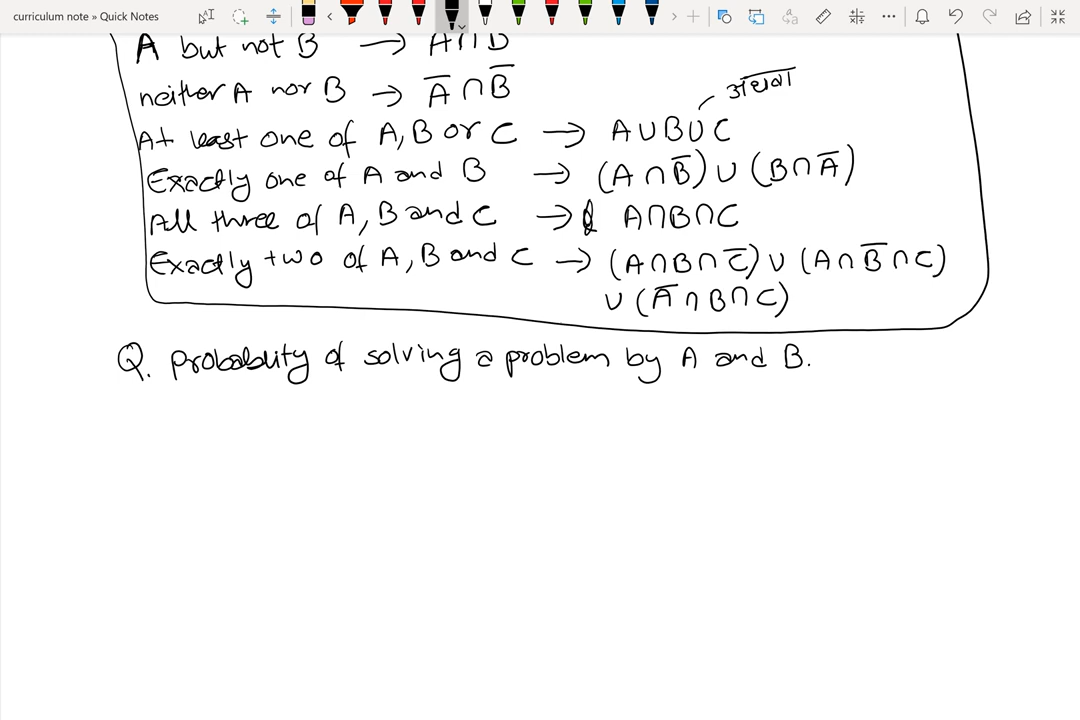 curriculum note » Quick Notes
A but not B → A∩
neither A nor B → A̅ ∩ B̅
अथवा
At least one of A, B or C → A∪B∪C
Exactly one of A and B → (A ∩ B̅) ∪ (B∩A̅)
All three of A, B and C → A∩B∩C
Exactly two of A, B and C → (A∩B∩C̅) ∪ (A∩B̅∩C)
∪ (A̅∩B∩C)
Q. Probability of solving a problem by A and B.